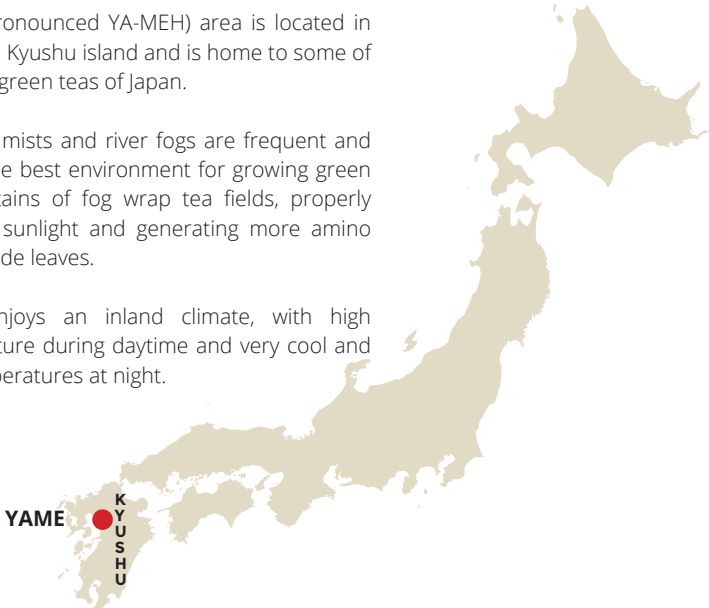 ronounced YA-MEH) area is located in
Kyushu island and is home to some of
green teas of Japan.
mists and river fogs are frequent and
e best environment for growing green
tains of fog wrap tea fields, properly
sunlight and generating more amino
de leaves.
njoys an inland climate, with high
ture during daytime and very cool and
peratures at night.
YAME
KYUSHU